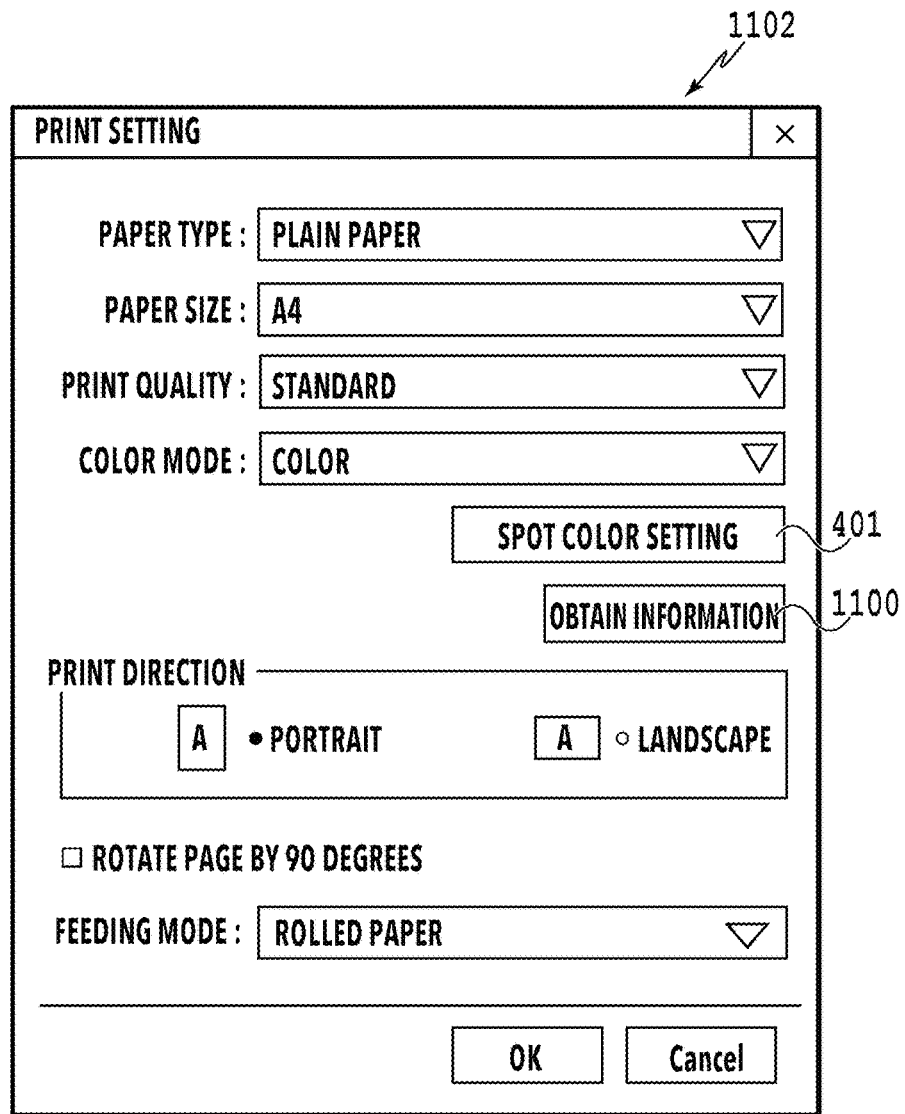 1102
PRINT SETTING ×
PAPER TYPE : PLAIN PAPER
PAPER SIZE : A4
PRINT QUALITY : STANDARD
COLOR MODE : COLOR
SPOT COLOR SETTING 401
OBTAIN INFORMATION 1100
PRINT DIRECTION
A PORTRAIT A LANDSCAPE
ROTATE PAGE BY 90 DEGREES
FEEDING MODE : ROLLED PAPER
OK Cancel